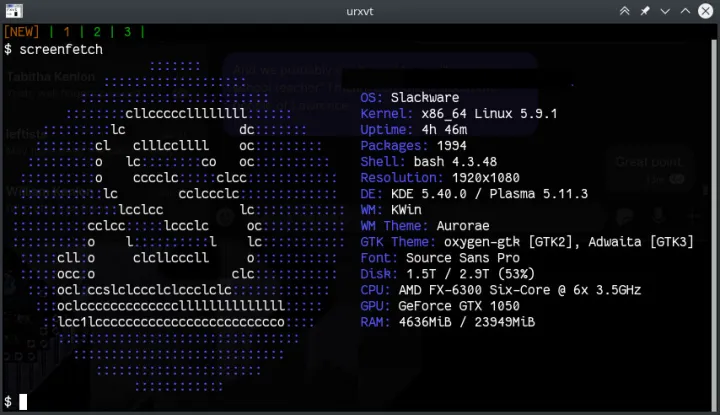 urxvt
[NEW] | 1 | 2 | 3 |
$ screenfetch
OS: Slackware
Kernel: x86_64 Linux 5.9.1
Uptime: 4h 46m
Packages: 1994
Shell: bash 4.3.48
Resolution: 1920x1080
DE: KDE 5.40.0 / Plasma 5.11.3
WM: KWin
WM Theme: Aurorae
GTK Theme: oxygen-gtk [GTK2], Adwaita [GTK3]
Font: Source Sans Pro
Disk: 1.5T / 2.9T (53%)
CPU: AMD FX-6300 Six-Core @ 6x 3.5GHz
GPU: GeForce GTX 1050
RAM: 4636MiB / 23949MiB
$